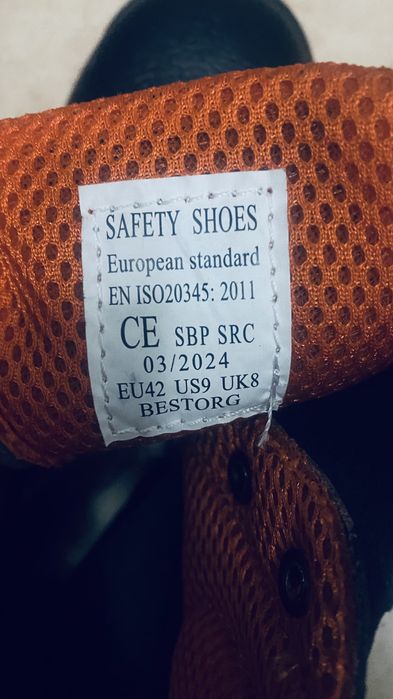 SAFETY SHOES
European standard
EN ISO20345: 2011
CE SBP SRC
03/2024
EU42 US9 UK8
BESTORG